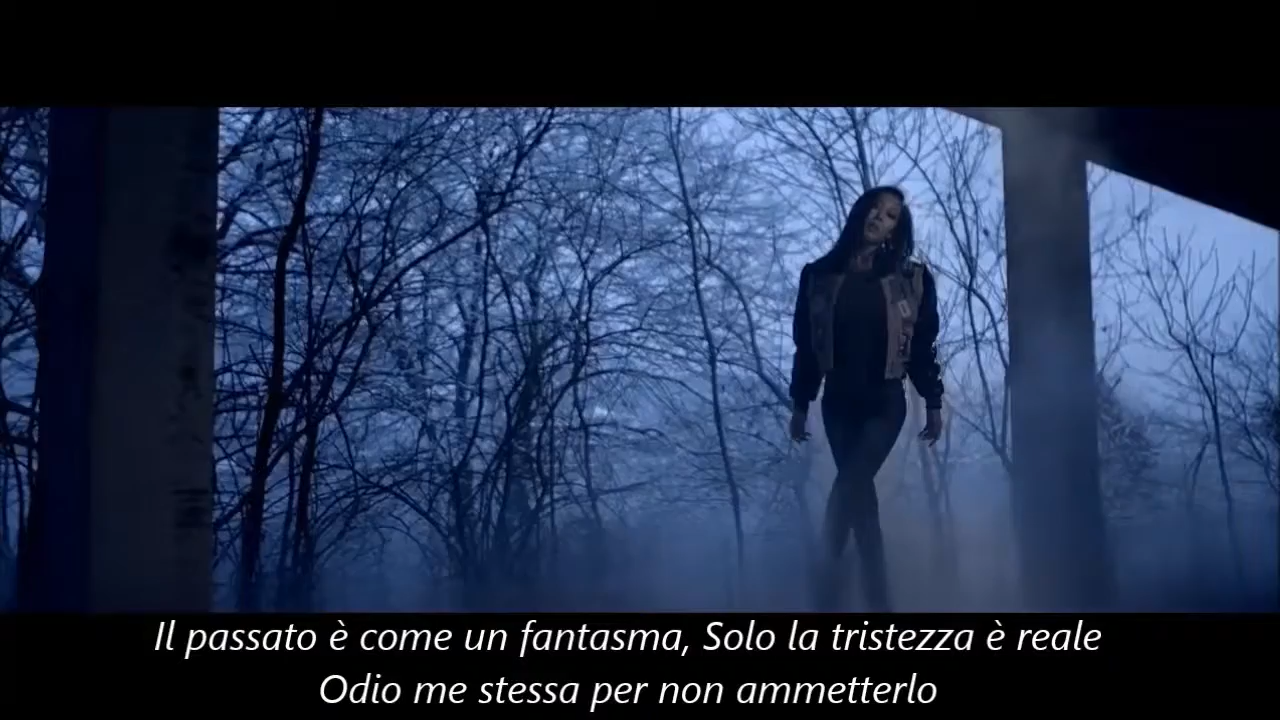 Il passato è come un fantasma, Solo la tristezza è reale
Odio me stessa per non ammetterlo